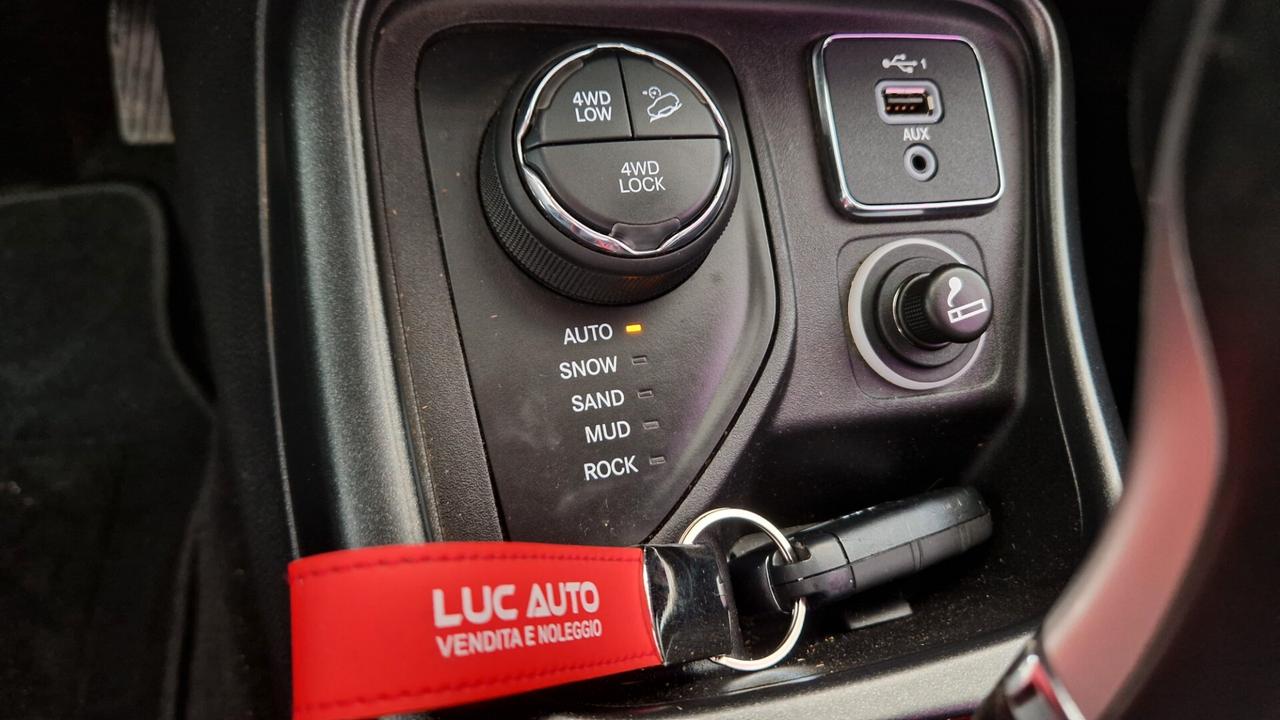 4WD
LOW
4WD
LOCK
1
AUX
AUTO
SNOW
SAND
MUD
ROCK
LUC AUTO
VENDITA E NOLEGGIO